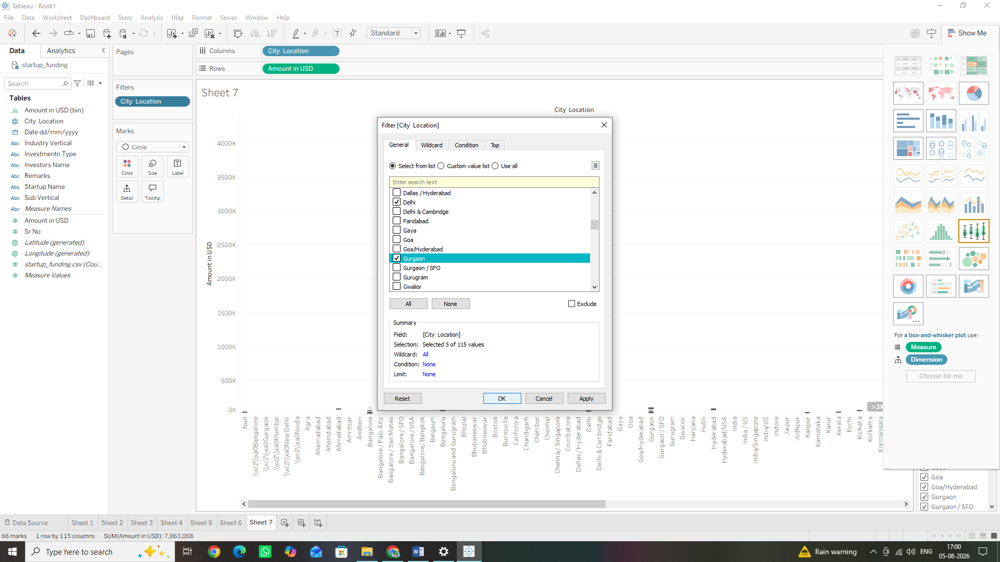 Tableau - Book1
File Data Worksheet Dashboard Story Analysis Map Format Server Window Help
Standard
Show Me
Data Analytics
startup_funding
Search
Tables
Amount in USD (bin)
City Location
Date dd/mm/yyyy
Abc Industry Vertical
Abc Investmentn Type
Abc Investors Name
Abc Remarks
Abc Startup Name
Abc Sub Vertical
Abc Measure Names
Amount in USD
Sr No
Latitude (generated)
Longitude (generated)
startup_funding.csv (Cou...
Measure Values
Pages
Filters
City Location
Marks
Circle
Color Size Label
Detail Tooltip
Columns City Location
Rows Amount in USD
Sheet 7
City Location
Amount in USD
4000K
3500K
3000K
2500K
2000K
1500K
1000K
500K
0K
Filter [City Location]
General Wildcard Condition Top
Select from list Custom value list Use all
Enter search text
Dallas / Hyderabad
Delhi
Delhi & Cambridge
Faridabad
Gaya
Goa
Goa/Hyderabad
Gurgaon
Gurgaon / SFO
Gurugram
Gwalior
All None Exclude
Summary
Field: [City Location]
Selection: Selected 5 of 115 values
Wildcard: All
Condition: None
Limit: None
Reset OK Cancel Apply
>3K
Null
\\xc2\\xa0Bangalore
\\xc2\\xa0Gurgaon
\\xc2\\xa0Mumbai
\\xc2\\xa0New Delhi
\\xc2\\xa0Noida
Agra
Ahemadabad
Ahemdabad
Ahmedabad
Amritsar
Andheri
Bangalore
Bangalore / Palo Alto
Bangalore / San Mateo
Bangalore / SFO
Bangalore / USA
Bangalore/ Bangkok
Belgaum
Bengaluru
Bengaluru and Gurugram
Bhopal
Bhubaneswar
Bhubneswar
Boston
Burnsville
California
Chandigarh
Chembur
Chennai
Chennai/ Singapore
Coimbatore
Dallas / Hyderabad
Delhi
Delhi & Cambridge
Faridabad
Gaya
Goa
Goa/Hyderabad
Gurgaon
Gurgaon / SFO
Gurugram
Gwalior
Haryana
Hubli
Hyderabad
Hyderabad/USA
India
India / US
India/Singapore
India/US
Indore
Jaipur
Jodhpur
Kanpur
Karnataka
Karur
Kerala
Kochi
Kolkata
Kolkatta
Kormangala
For a box-and-whisker plot use:
Measure
Dimension
Choose for me
Goa
Goa/Hyderabad
Gurgaon
Gurgaon / SFO
Data Source Sheet 1 Sheet 2 Sheet 3 Sheet 4 Sheet 5 Sheet 6 Sheet 7
66 marks 1 row by 115 columns SUM(Amount in USD): 7,063,008
Type here to search
Rain warning
ENG
17:00
05-08-2026